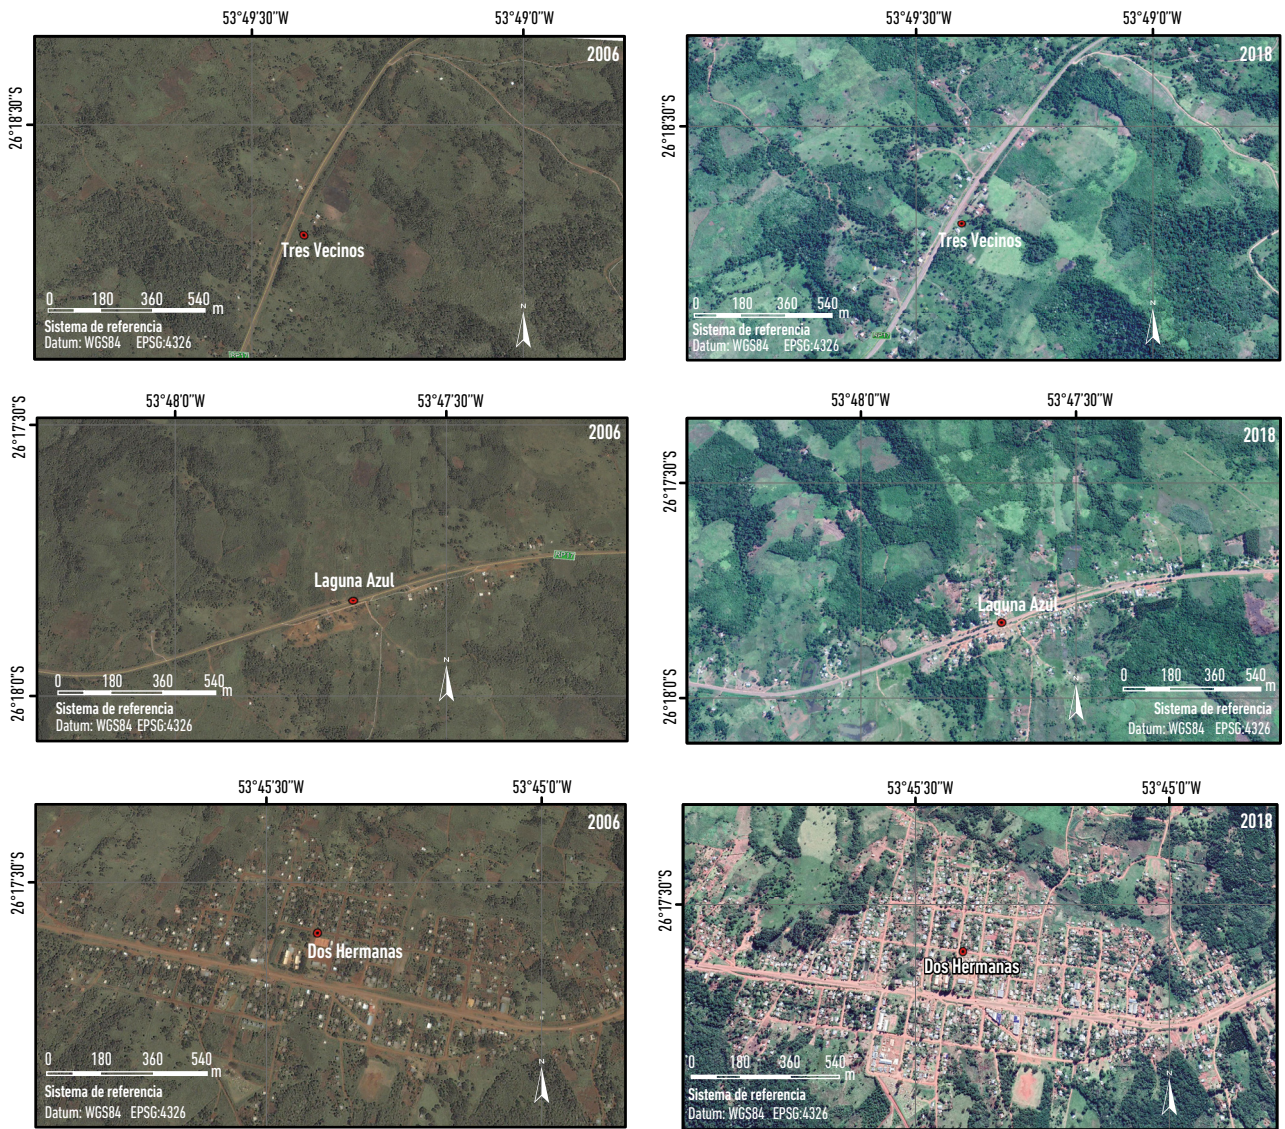 53°49'30"W 53°49'0"W
26°18'30"S
2006
Tres Vecinos
0 180 360 540 m
N
Sistema de referencia
Datum: WGS84 EPSG:4326
53°49'30"W 53°49'0"W
26°18'30"S
2018
Tres Vecinos
0 180 360 540 m
N
Sistema de referencia
Datum: WGS84 EPSG:4326
53°48'0"W 53°47'30"W
26°17'30"S
2006
RP17
Laguna Azul
26°18'0"S
0 180 360 540 m
N
Sistema de referencia
Datum: WGS84 EPSG:4326
53°48'0"W 53°47'30"W
2018
26°17'30"S
Laguna Azul
26°18'0"S
0 180 360 540 m
N
Sistema de referencia
Datum: WGS84 EPSG:4326
53°45'30"W 53°45'0"W
2006
26°17'30"S
Dos Hermanas
0 180 360 540 m
N
Sistema de referencia
Datum: WGS84 EPSG:4326
53°45'30"W 53°45'0"W
2018
26°17'30"S
Dos Hermanas
0 180 360 540 m
N
Sistema de referencia
Datum: WGS84 EPSG:4326